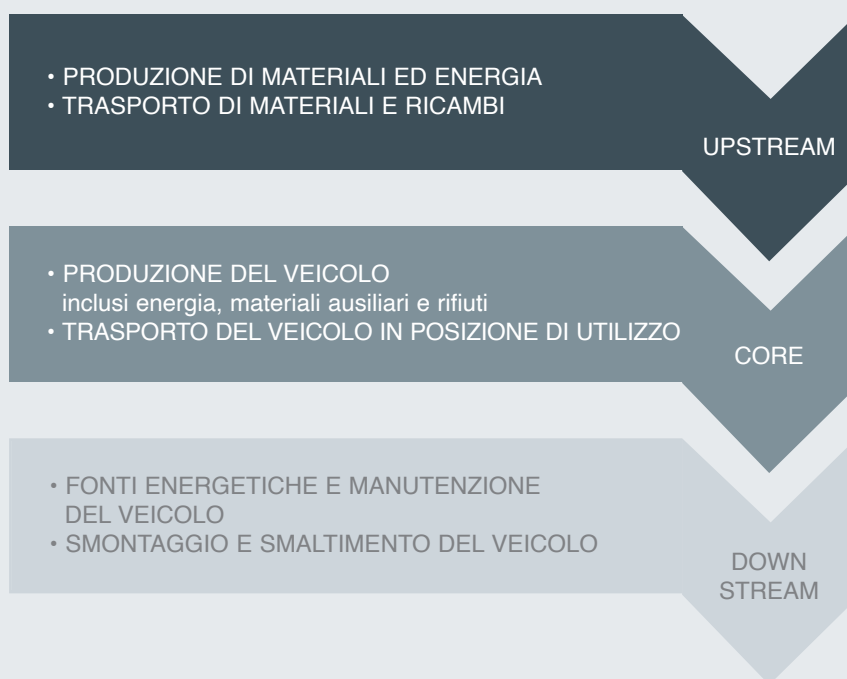 • PRODUZIONE DI MATERIALI ED ENERGIA
• TRASPORTO DI MATERIALI E RICAMBI
UPSTREAM
• PRODUZIONE DEL VEICOLO
inclusi energia, materiali ausiliari e rifiuti
• TRASPORTO DEL VEICOLO IN POSIZIONE DI UTILIZZO
CORE
• FONTI ENERGETICHE E MANUTENZIONE
DEL VEICOLO
• SMONTAGGIO E SMALTIMENTO DEL VEICOLO
DOWN
STREAM